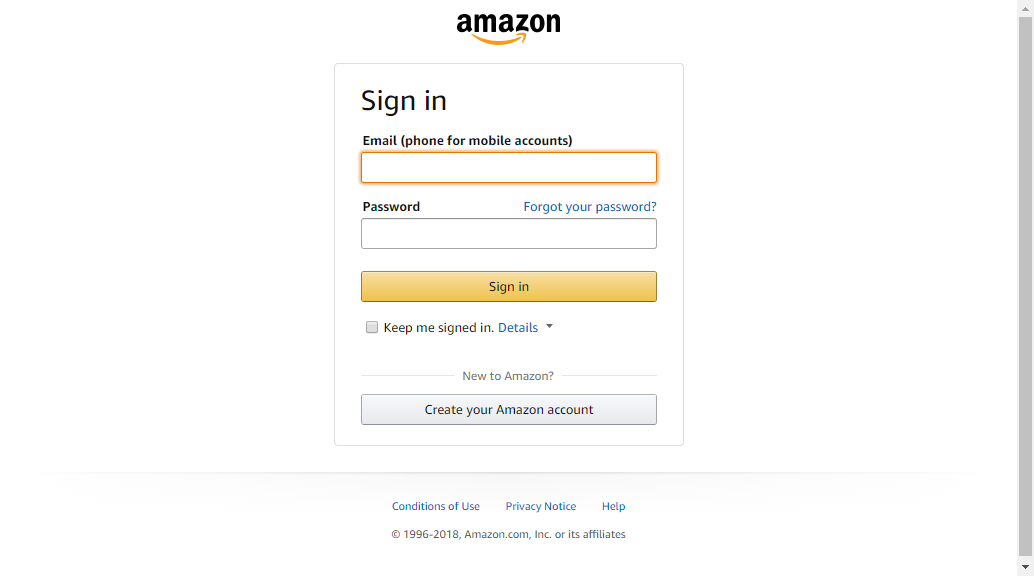 amazon
Sign in
Email (phone for mobile accounts)
Password Forgot your password?
Sign in
Keep me signed in. Details
New to Amazon?
Create your Amazon account
Conditions of Use Privacy Notice Help
© 1996-2018, Amazon.com, Inc. or its affiliates